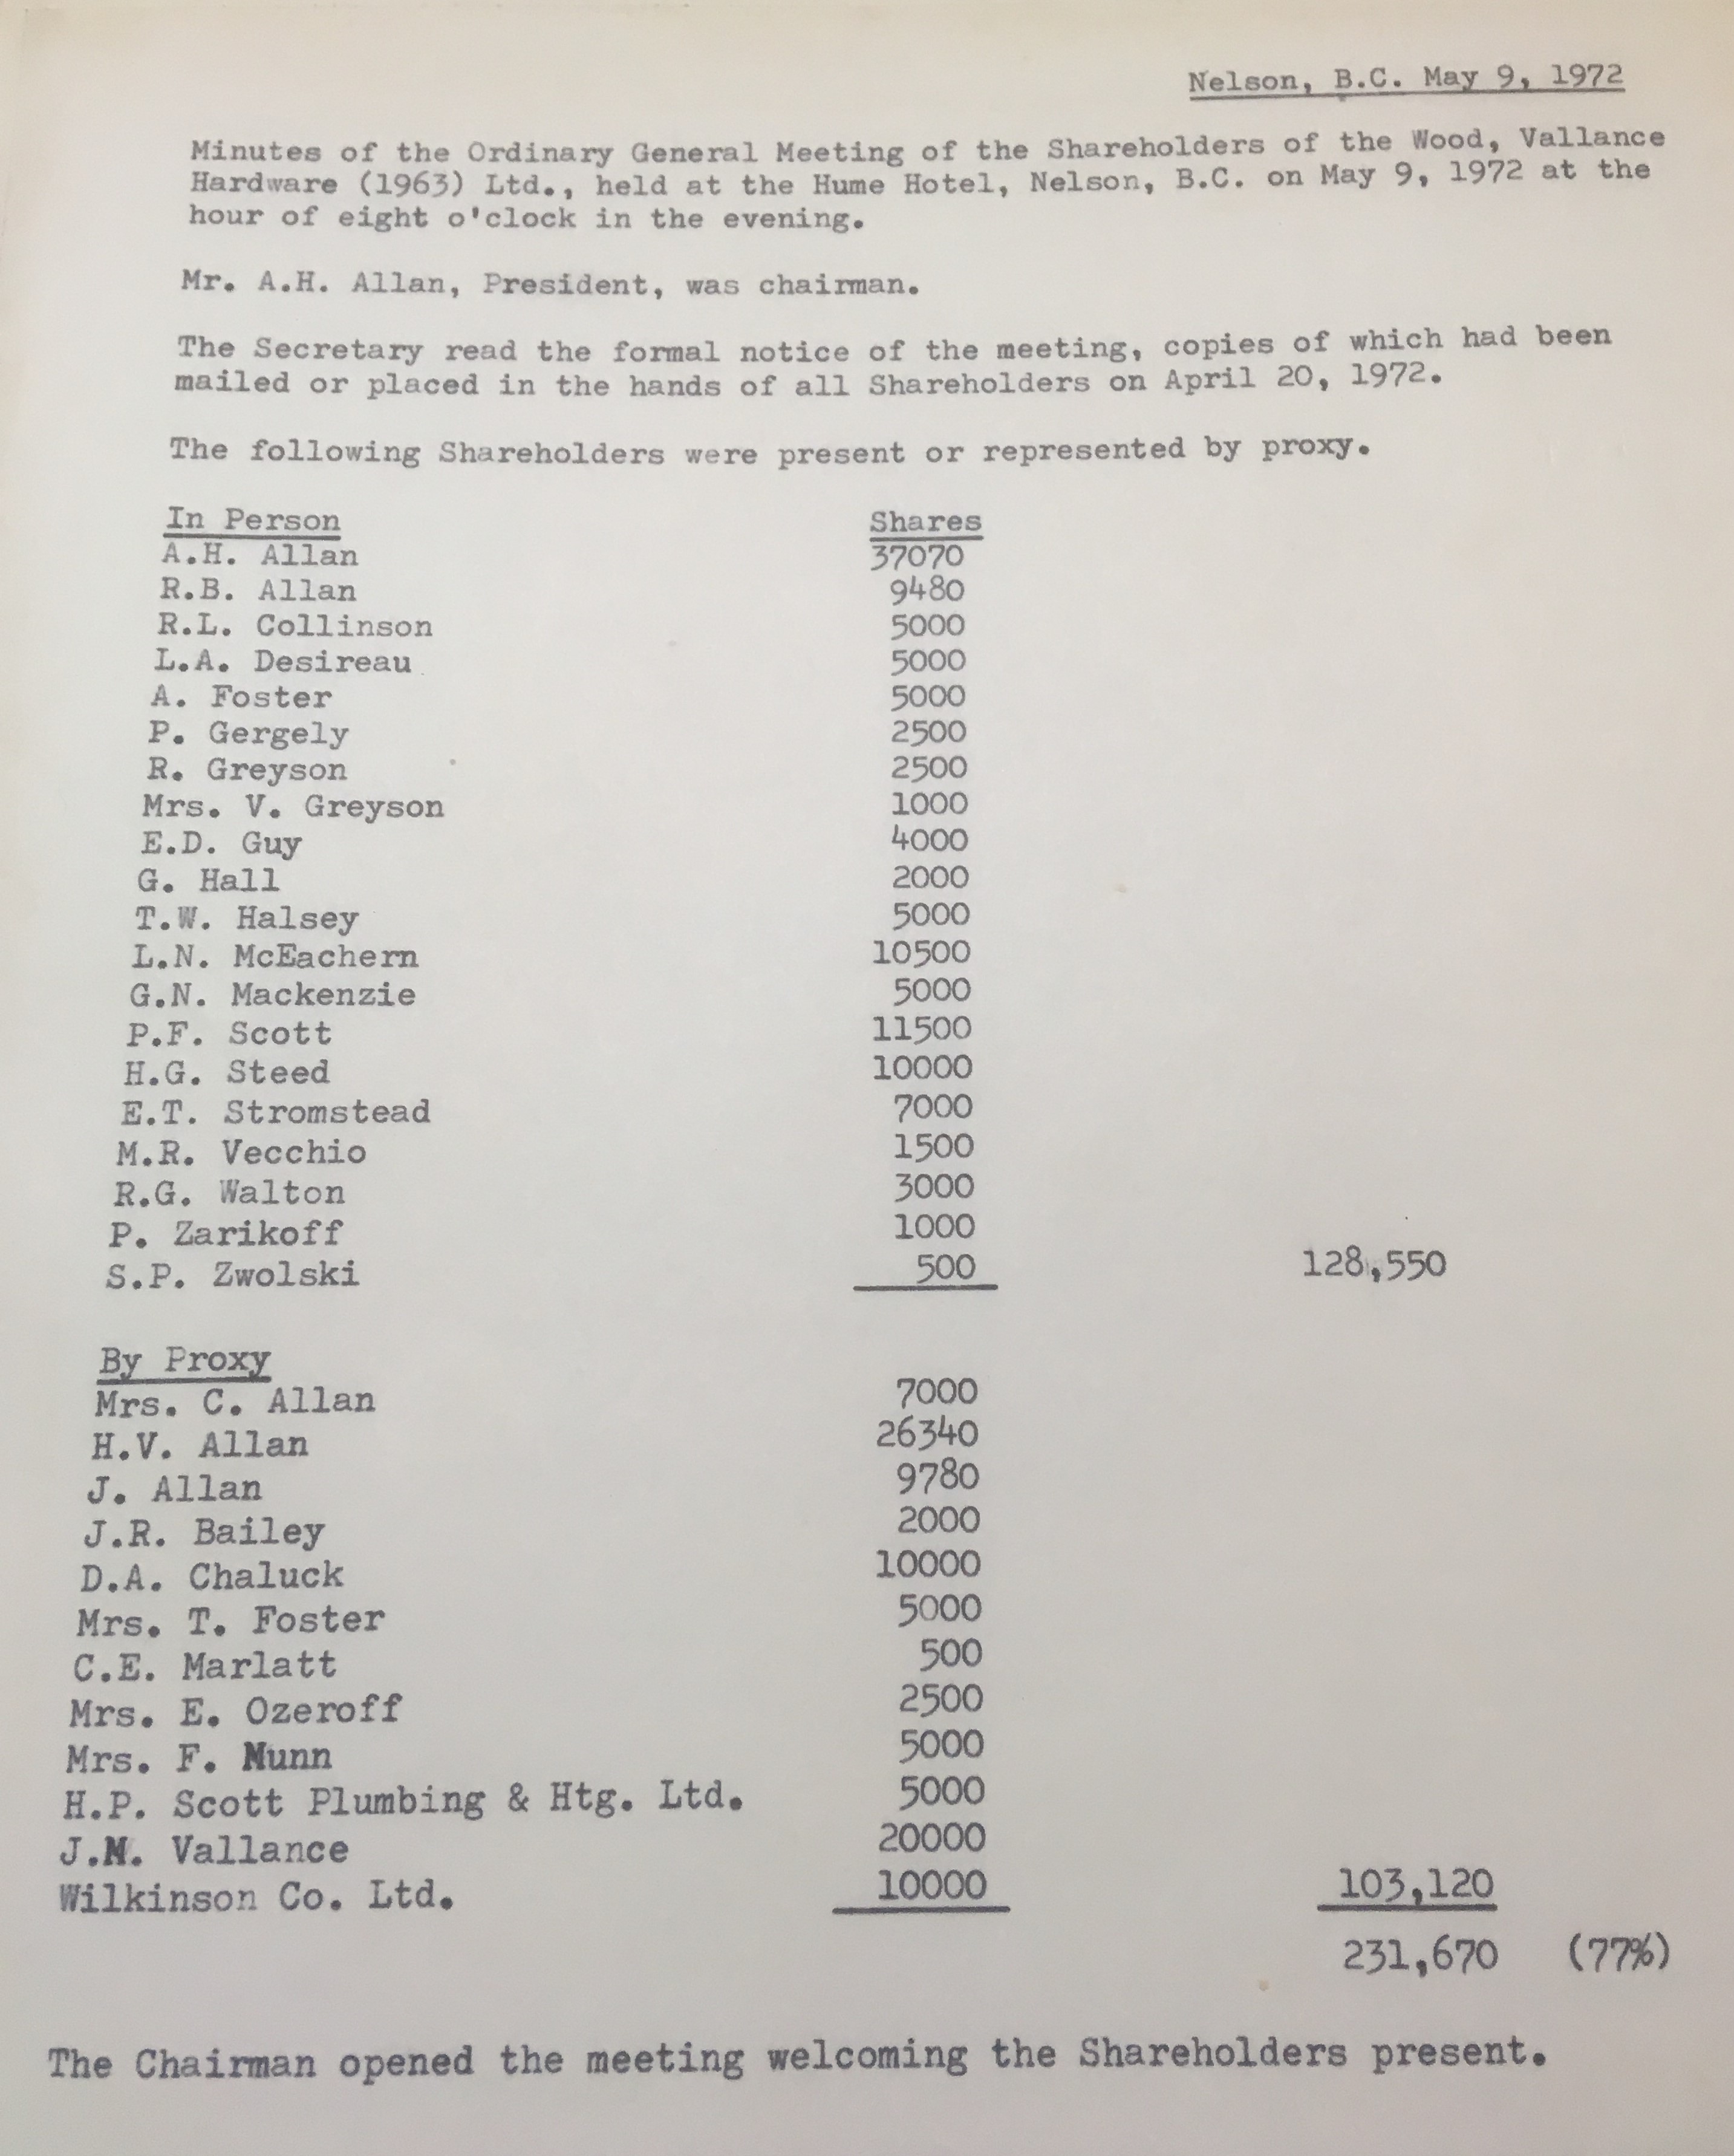 Nelson, B.C. May 9, 1972
Minutes of the Ordinary General Meeting of the Shareholders of the Wood, Vallance
Hardware (1963) Ltd., held at the Hume Hotel, Nelson, B.C. on May 9, 1972 at the
hour of eight o'clock in the evening.
Mr. A.H. Allan, President, was chairman.
The Secretary read the formal notice of the meeting, copies of which had been
mailed or placed in the hands of all Shareholders on April 20, 1972.
The following Shareholders were present or represented by proxy.
In Person Shares
A.H. Allan 37070
R.B. Allan 9480
R.L. Collinson 5000
L.A. Desireau 5000
A. Foster 5000
P. Gergely 2500
R. Greyson 2500
Mrs. V. Greyson 1000
E.D. Guy 4000
G. Hall 2000
T.W. Halsey 5000
L.N. McEachern 10500
G.N. Mackenzie 5000
P.F. Scott 11500
H.G. Steed 10000
E.T. Stromstead 7000
M.R. Vecchio 1500
R.G. Walton 3000
P. Zarikoff 1000
S.P. Zwolski 500 128,550
By Proxy
Mrs. C. Allan 7000
H.V. Allan 26340
J. Allan 9780
J.R. Bailey 2000
D.A. Chaluck 10000
Mrs. T. Foster 5000
C.E. Marlatt 500
Mrs. E. Ozeroff 2500
Mrs. F. Munn 5000
H.P. Scott Plumbing & Htg. Ltd. 5000
J.M. Vallance 20000
Wilkinson Co. Ltd. 10000 103,120
231,670 (77%)
The Chairman opened the meeting welcoming the Shareholders present.